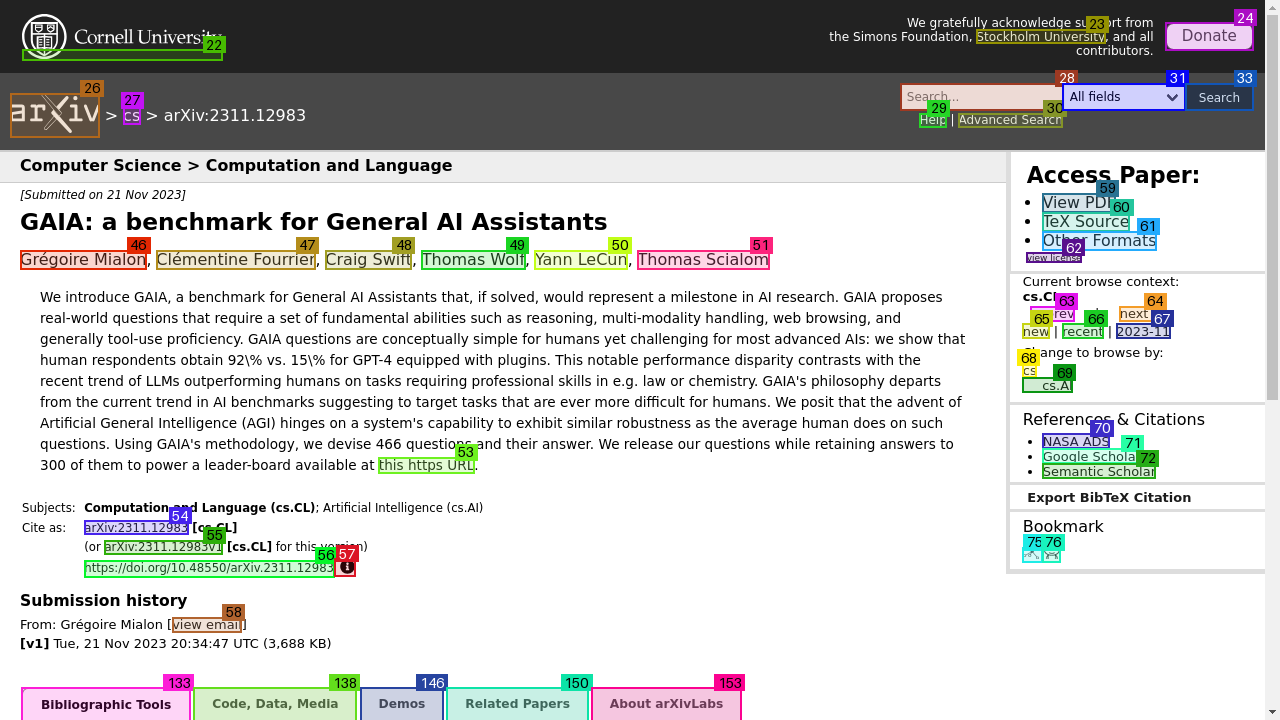 Cornell University
22
We gratefully acknowledge support from
the Simons Foundation, Stockholm University, and all
contributors.
23
24
Donate
26
arXiv > cs > arXiv:2311.12983
27
28
Search...
All fields
31
Search
33
29
30
Help | Advanced Search
Computer Science > Computation and Language
[Submitted on 21 Nov 2023]
GAIA: a benchmark for General AI Assistants
46
47
48
49
50
51
Grégoire Mialon, Clémentine Fourrier, Craig Swift, Thomas Wolf, Yann LeCun, Thomas Scialom
We introduce GAIA, a benchmark for General AI Assistants that, if solved, would represent a milestone in AI research. GAIA proposes
real-world questions that require a set of fundamental abilities such as reasoning, multi-modality handling, web browsing, and
generally tool-use proficiency. GAIA questions are conceptually simple for humans yet challenging for most advanced AIs: we show that
human respondents obtain 92\% vs. 15\% for GPT-4 equipped with plugins. This notable performance disparity contrasts with the
recent trend of LLMs outperforming humans on tasks requiring professional skills in e.g. law or chemistry. GAIA's philosophy departs
from the current trend in AI benchmarks suggesting to target tasks that are ever more difficult for humans. We posit that the advent of
Artificial General Intelligence (AGI) hinges on a system's capability to exhibit similar robustness as the average human does on such
questions. Using GAIA's methodology, we devise 466 questions and their answer. We release our questions while retaining answers to
300 of them to power a leader-board available at this https URL.
53
Subjects: Computation and Language (cs.CL); Artificial Intelligence (cs.AI)
54
Cite as: arXiv:2311.12983 [cs.CL]
55
(or arXiv:2311.12983v1 [cs.CL] for this version)
56
57
https://doi.org/10.48550/arXiv.2311.12983
Submission history
58
From: Grégoire Mialon [view email]
[v1] Tue, 21 Nov 2023 20:34:47 UTC (3,688 KB)
133
138
146
150
153
Bibliographic Tools
Code, Data, Media
Demos
Related Papers
About arXivLabs
Access Paper:
59
View PDF
60
TeX Source
61
Other Formats
62
view license
Current browse context:
cs.CL
63
64
prev
next
65
66
67
new | recent | 2023-11
Change to browse by:
68
cs
69
cs.AI
References & Citations
70
NASA ADS
71
Google Scholar
72
Semantic Scholar
Export BibTeX Citation
Bookmark
75
76